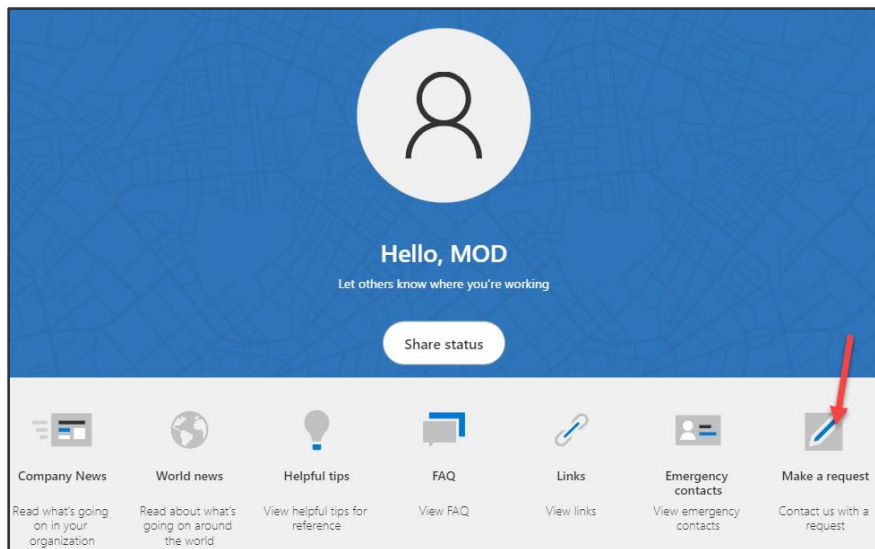 Hello, MOD
Let others know where you're working
Share status
Company News
World news
Helpful tips
FAQ
Links
Emergency
contacts
Make a request
Read what's going
on in your
organization
Read about what's
going on around
the world
View helpful tips for
reference
View FAQ
View links
View emergency
contacts
Contact us with a
request